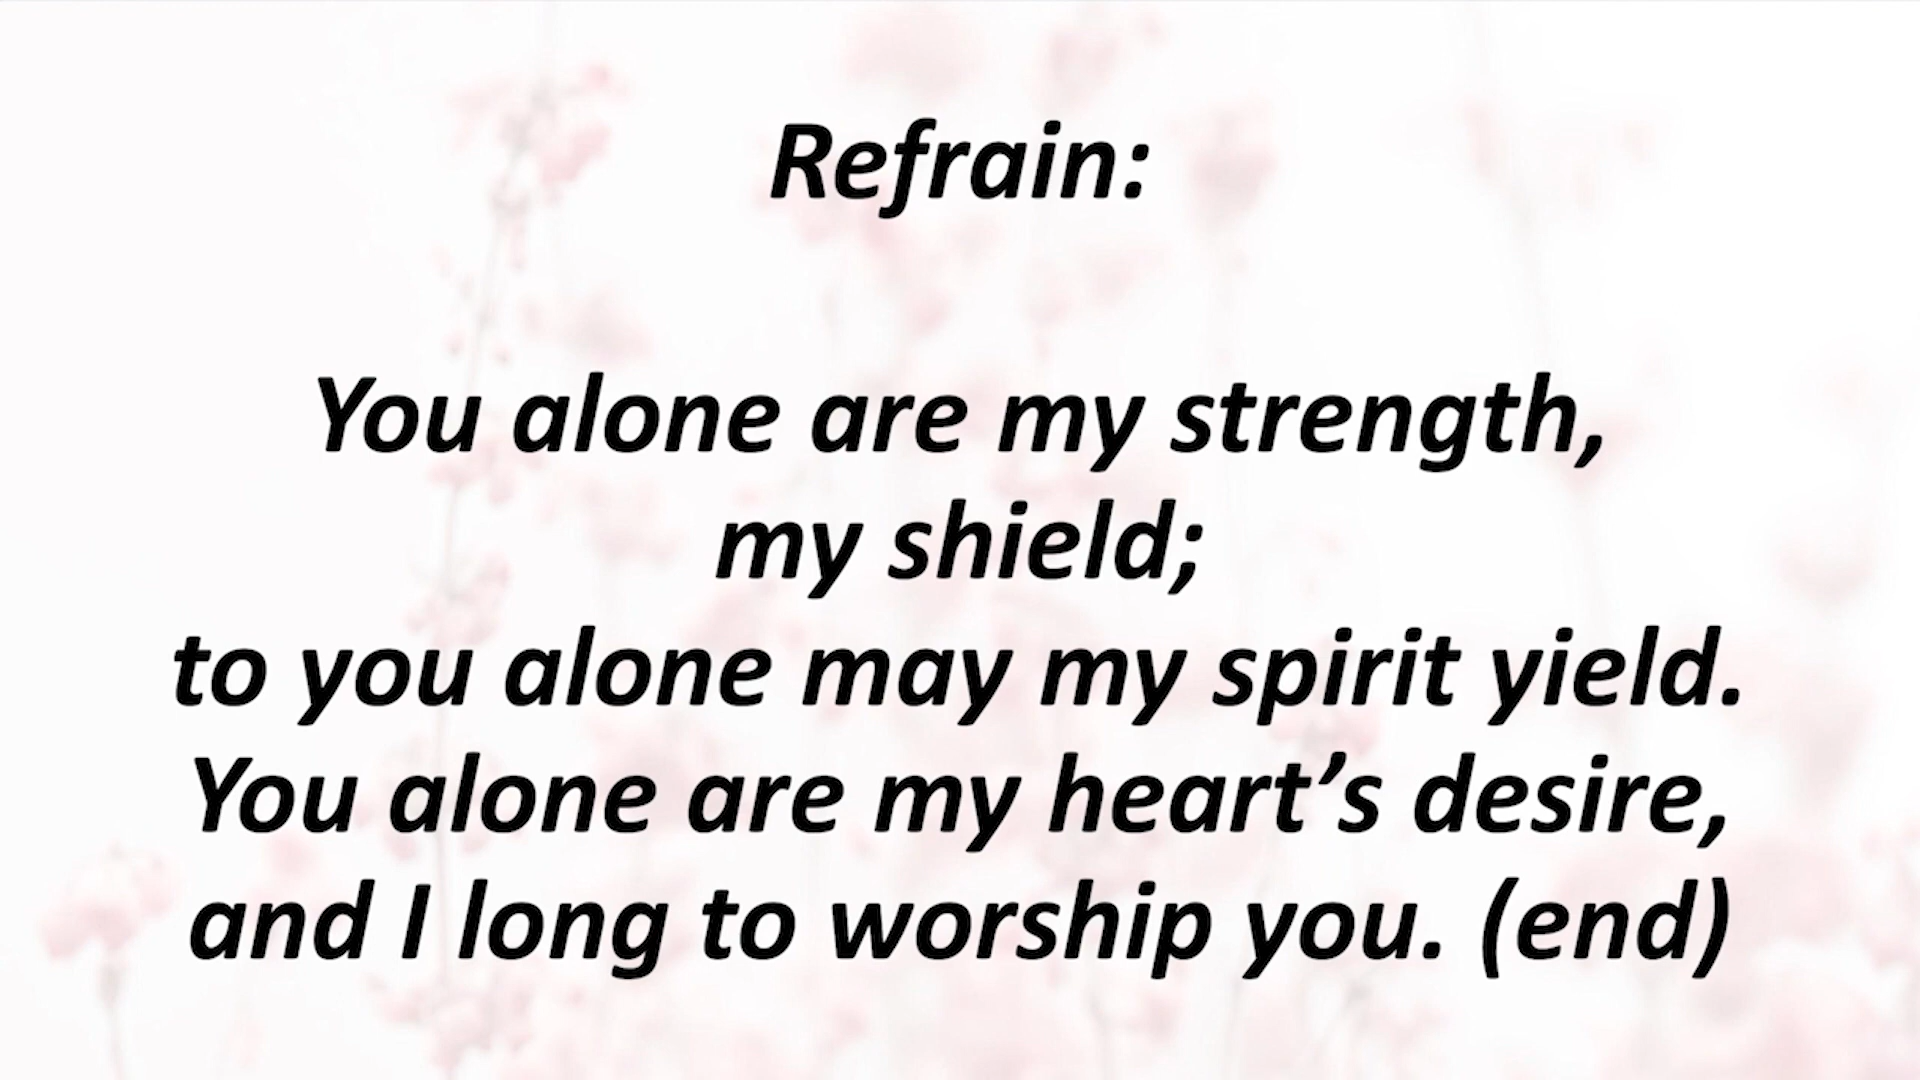 Refrain:
You alone are my strength,
my shield;
to you alone may my spirit yield.
You alone are my heart’s desire,
and I long to worship you. (end)